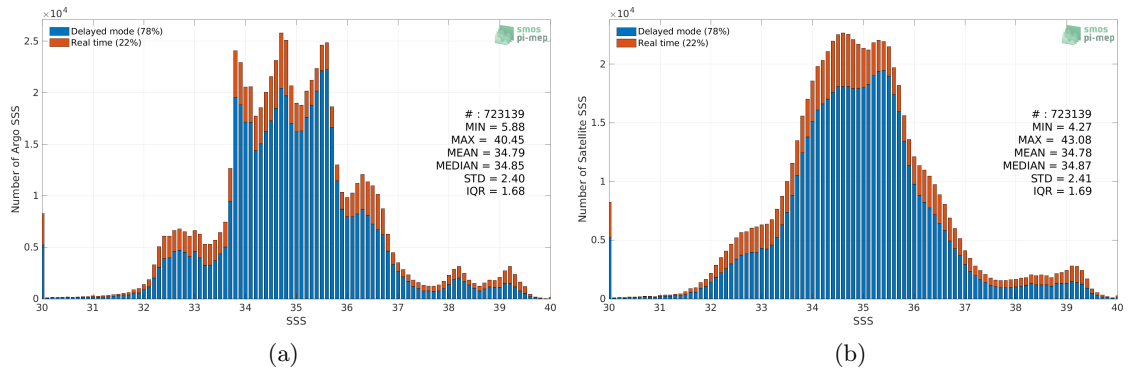 ×10⁴
Delayed mode (78%)
Real time (22%)
smos
pi-mep
2.5
2
1.5
1
0.5
0
Number of Argo SSS
# : 723139
MIN = 5.88
MAX = 40.45
MEAN = 34.79
MEDIAN = 34.85
STD = 2.40
IQR = 1.68
30 31 32 33 34 35 36 37 38 39 40
SSS
(a)
×10⁴
Delayed mode (78%)
Real time (22%)
smos
pi-mep
2
1.5
1
0.5
0
Number of Satellite SSS
# : 723139
MIN = 4.27
MAX = 43.08
MEAN = 34.78
MEDIAN = 34.87
STD = 2.41
IQR = 1.69
30 31 32 33 34 35 36 37 38 39 40
SSS
(b)